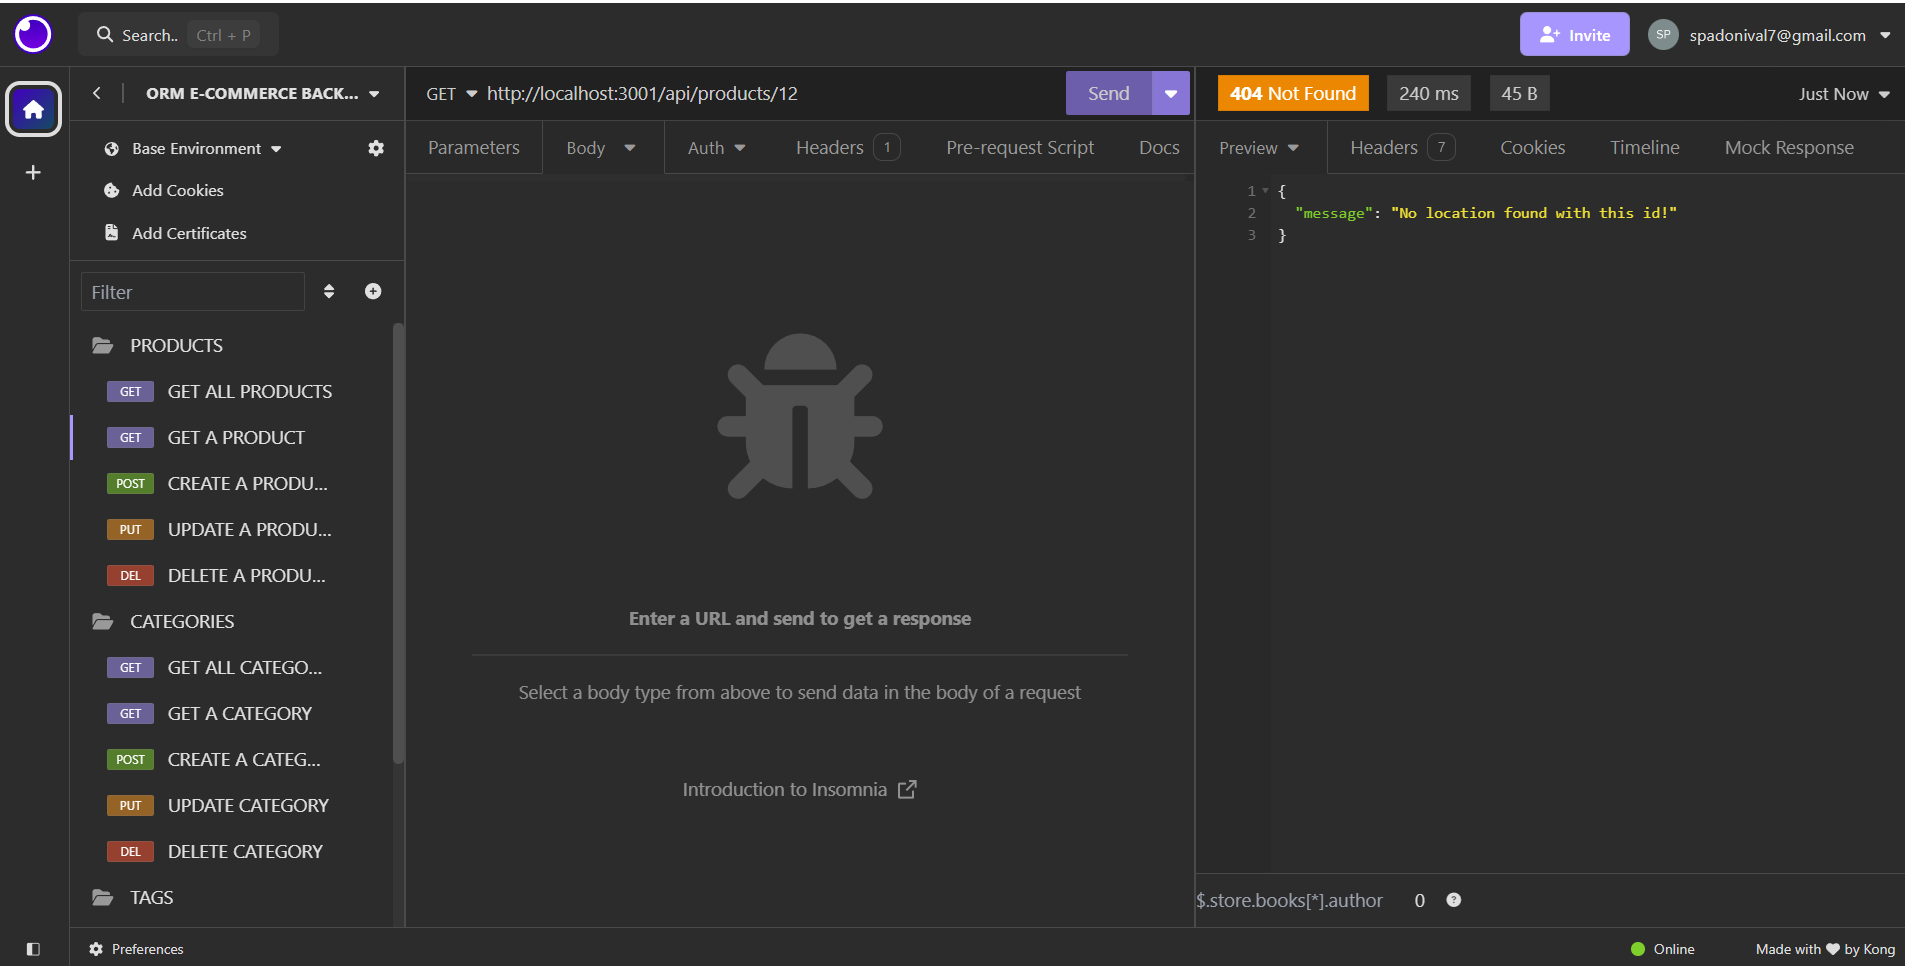 Search.. Ctrl + P
Invite
SP spadonival7@gmail.com
ORM E-COMMERCE BACK...
Base Environment
Add Cookies
Add Certificates
Filter
PRODUCTS
GET GET ALL PRODUCTS
GET GET A PRODUCT
POST CREATE A PRODU...
PUT UPDATE A PRODU...
DEL DELETE A PRODU...
CATEGORIES
GET GET ALL CATEGO...
GET GET A CATEGORY
POST CREATE A CATEG...
PUT UPDATE CATEGORY
DEL DELETE CATEGORY
TAGS
Preferences
GET http://localhost:3001/api/products/12 Send
Parameters Body Auth Headers 1 Pre-request Script Docs
Enter a URL and send to get a response
Select a body type from above to send data in the body of a request
Introduction to Insomnia
404 Not Found 240 ms 45 B Just Now
Preview Headers 7 Cookies Timeline Mock Response
1 {
2 "message": "No location found with this id!"
3 }
$.store.books[*].author 0 ?
Online Made with ♥ by Kong